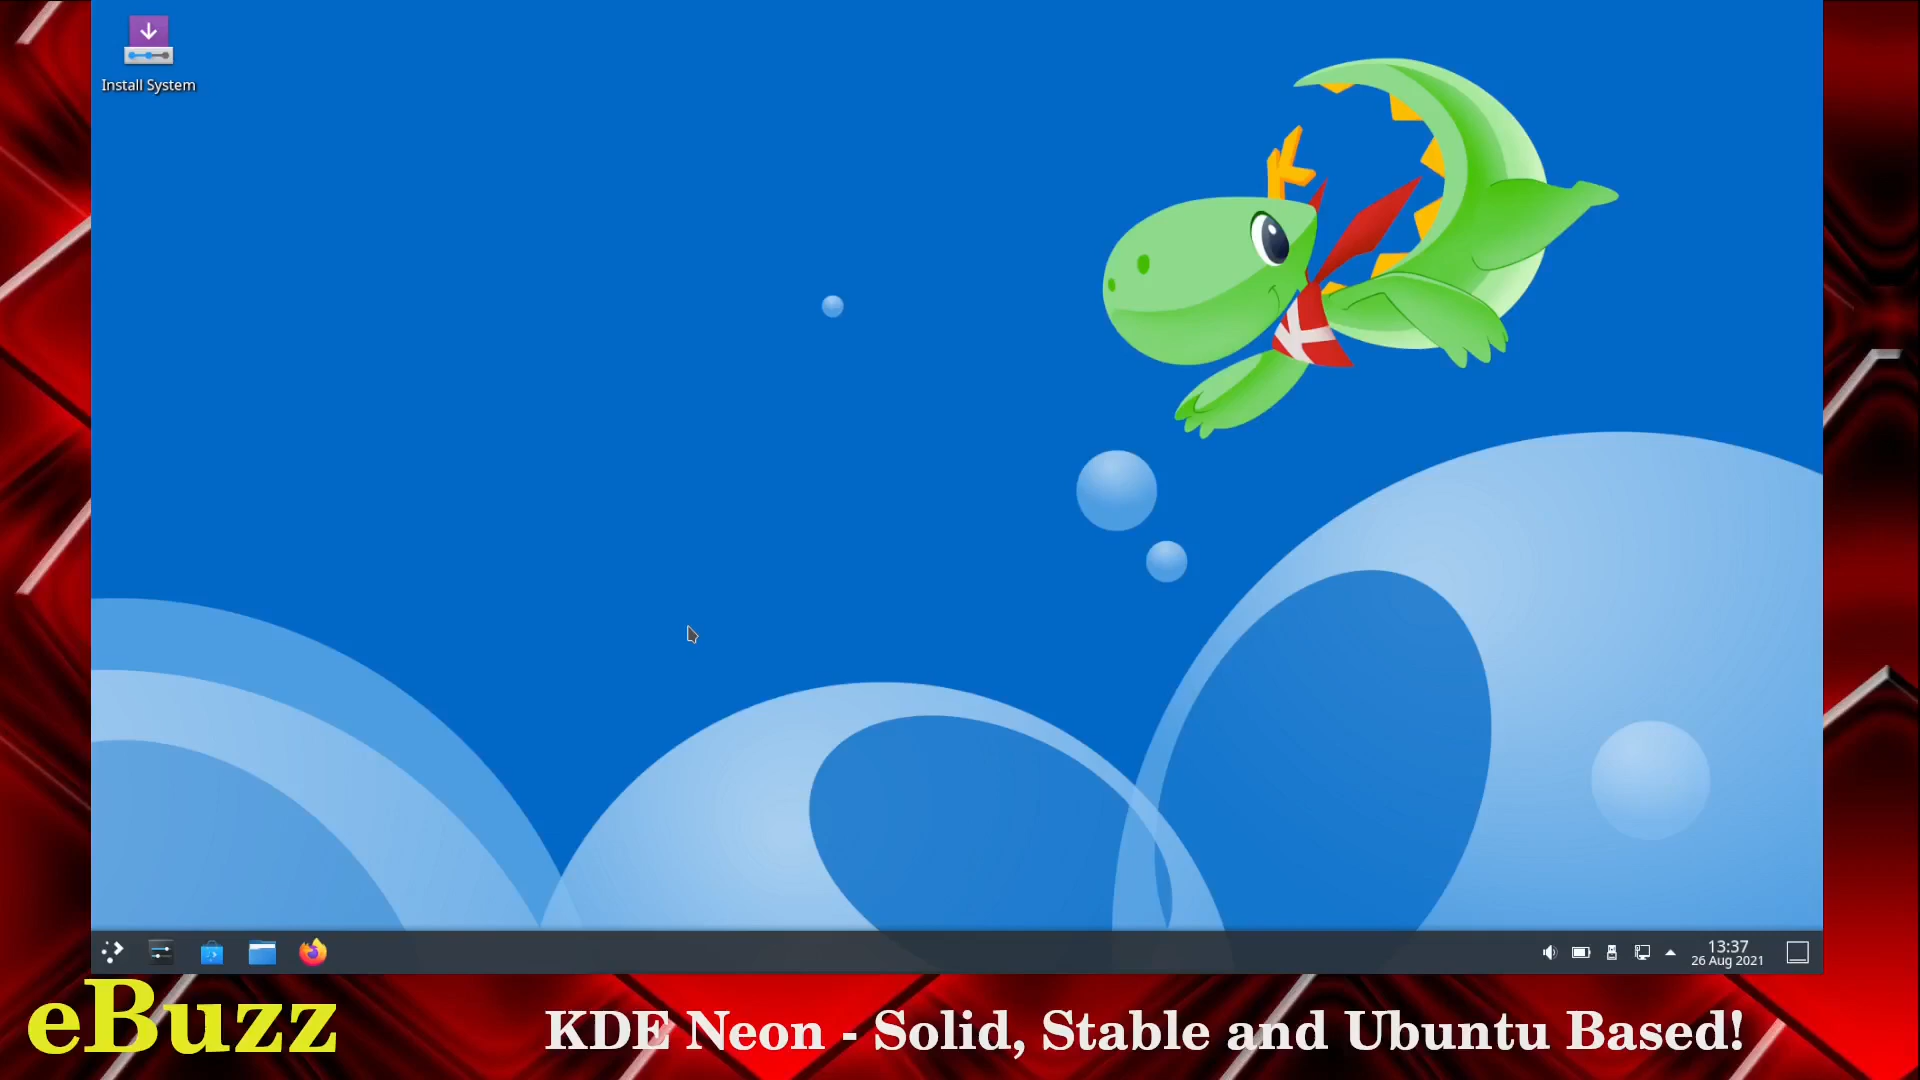 Install System
13:37
26 Aug 2021
eBuzz
KDE Neon - Solid, Stable and Ubuntu Based!